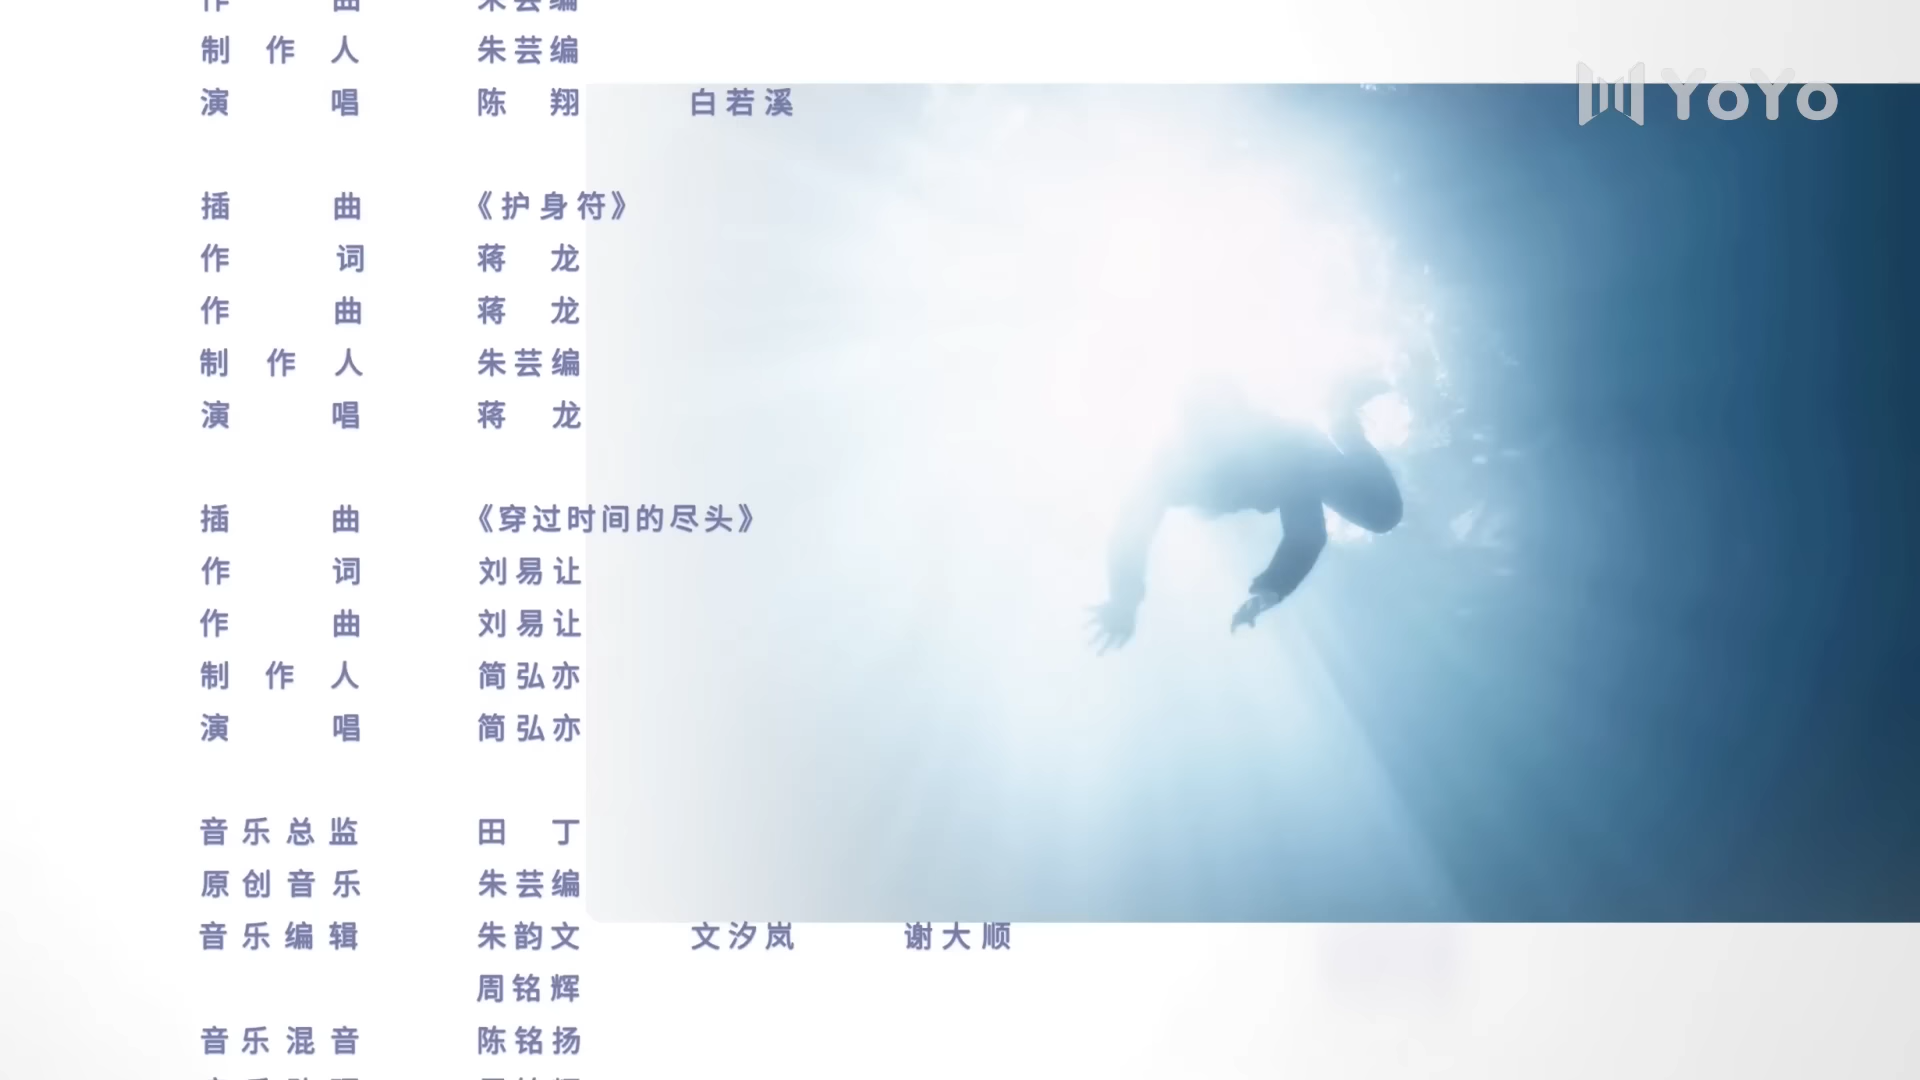 作 曲 朱芸编
制作人 朱芸编
演 唱 陈 翔 白若溪
插 曲 《护身符》
作 词 蒋 龙
作 曲 蒋 龙
制作人 朱芸编
演 唱 蒋 龙
插 曲 《穿过时间的尽头》
作 词 刘易让
作 曲 刘易让
制作人 简弘亦
演 唱 简弘亦
音乐总监 田 丁
原创音乐 朱芸编
音乐编辑 朱韵文 文汐岚 谢大顺
周铭辉
音乐混音 陈铭扬
YoYo